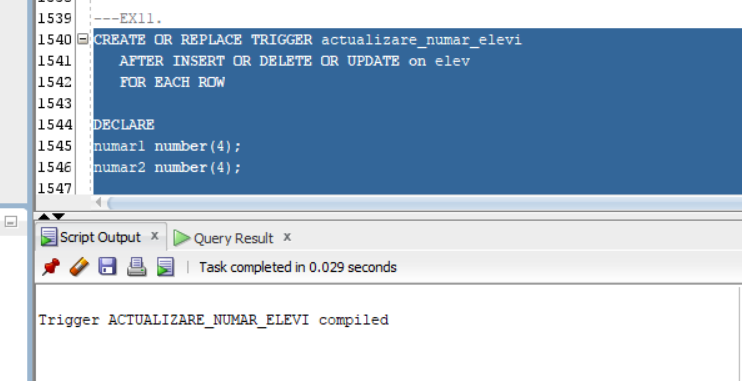 1539 ---EX11.
1540 CREATE OR REPLACE TRIGGER actualizare_numar_elevi
1541 AFTER INSERT OR DELETE OR UPDATE on elev
1542 FOR EACH ROW
1543
1544 DECLARE
1545 numar1 number(4);
1546 numar2 number(4);
1547
Script Output x Query Result x
Task completed in 0.029 seconds
Trigger ACTUALIZARE_NUMAR_ELEVI compiled